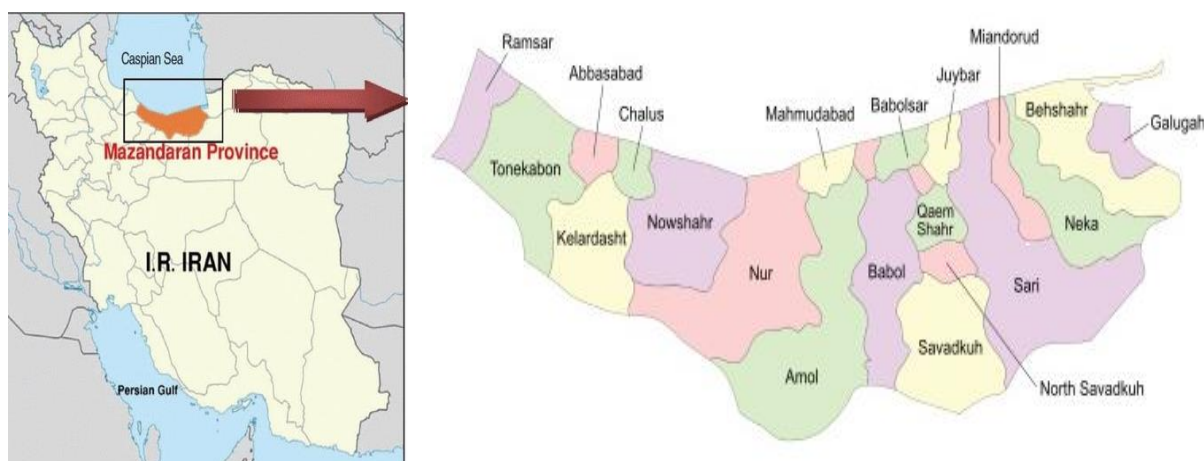 Caspian Sea
Mazandaran Province
I.R. IRAN
Persian Gulf
Ramsar
Abbasabad
Chalus
Mahmudabad
Babolsar
Juybar
Miandorud
Behshahr
Galugah
Tonekabon
Kelardasht
Nowshahr
Nur
Amol
Babol
Qaem
Shahr
Savadkuh
Sari
Neka
North Savadkuh